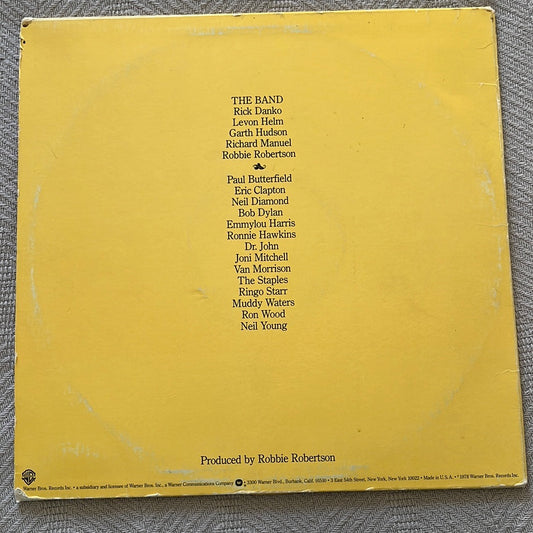 THE BAND
Rick Danko
Levon Helm
Garth Hudson
Richard Manuel
Robbie Robertson
Paul Butterfield
Eric Clapton
Neil Diamond
Bob Dylan
Emmylou Harris
Ronnie Hawkins
Dr. John
Joni Mitchell
Van Morrison
The Staples
Ringo Starr
Muddy Waters
Ron Wood
Neil Young
Produced by Robbie Robertson
Warner Bros. Records Inc. • a subsidiary and licensee of Warner Bros. Inc., a Warner Communications Company • 3300 Warner Blvd., Burbank, Calif. • 3 East 54th Street, New York, New York 10022 • Made in U.S.A. • 1978 Warner Bros. Records Inc.